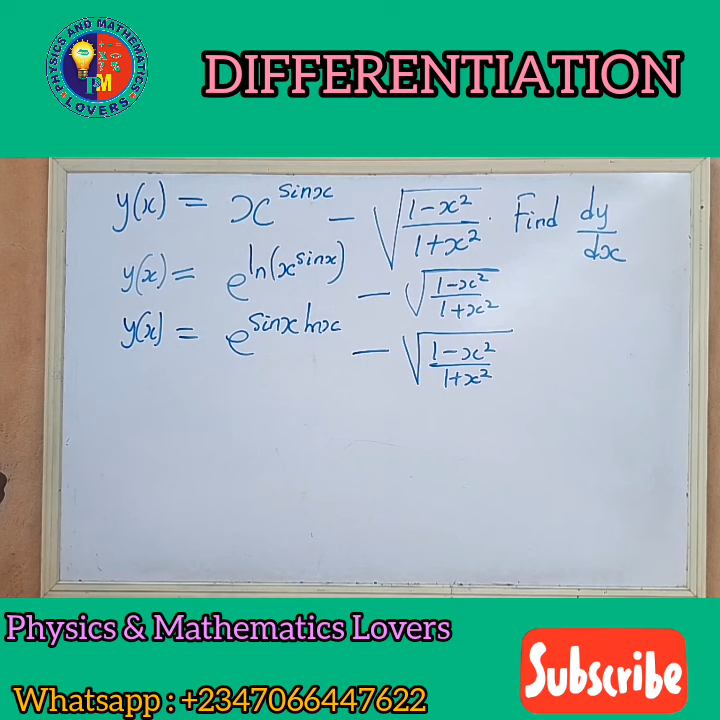 PHYSICS AND MATHEMATICS
PM
LOVERS
DIFFERENTIATION
y(x) = x^sinx - √((1-x²)/(1+x²)). Find dy/dx
y(x) = e^ln(x^sinx) - √((1-x²)/(1+x²))
y(x) = e^sinx lnx - √((1-x²)/(1+x²))
Physics & Mathematics Lovers
Subscribe
Whatsapp : +2347066447622